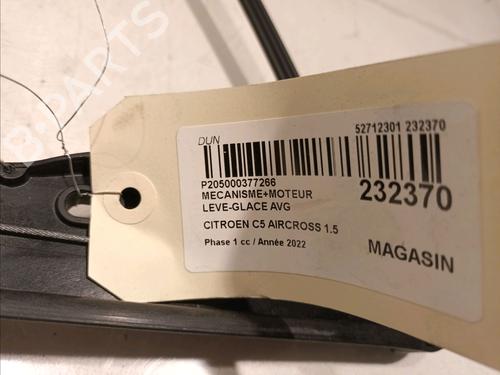 B-PARTS
DUN
52712301 232370
P205000377266
MECANISME+MOTEUR
LEVE-GLACE AVG
232370
CITROEN C5 AIRCROSS 1.5
Phase 1 cc / Année 2022
MAGASIN